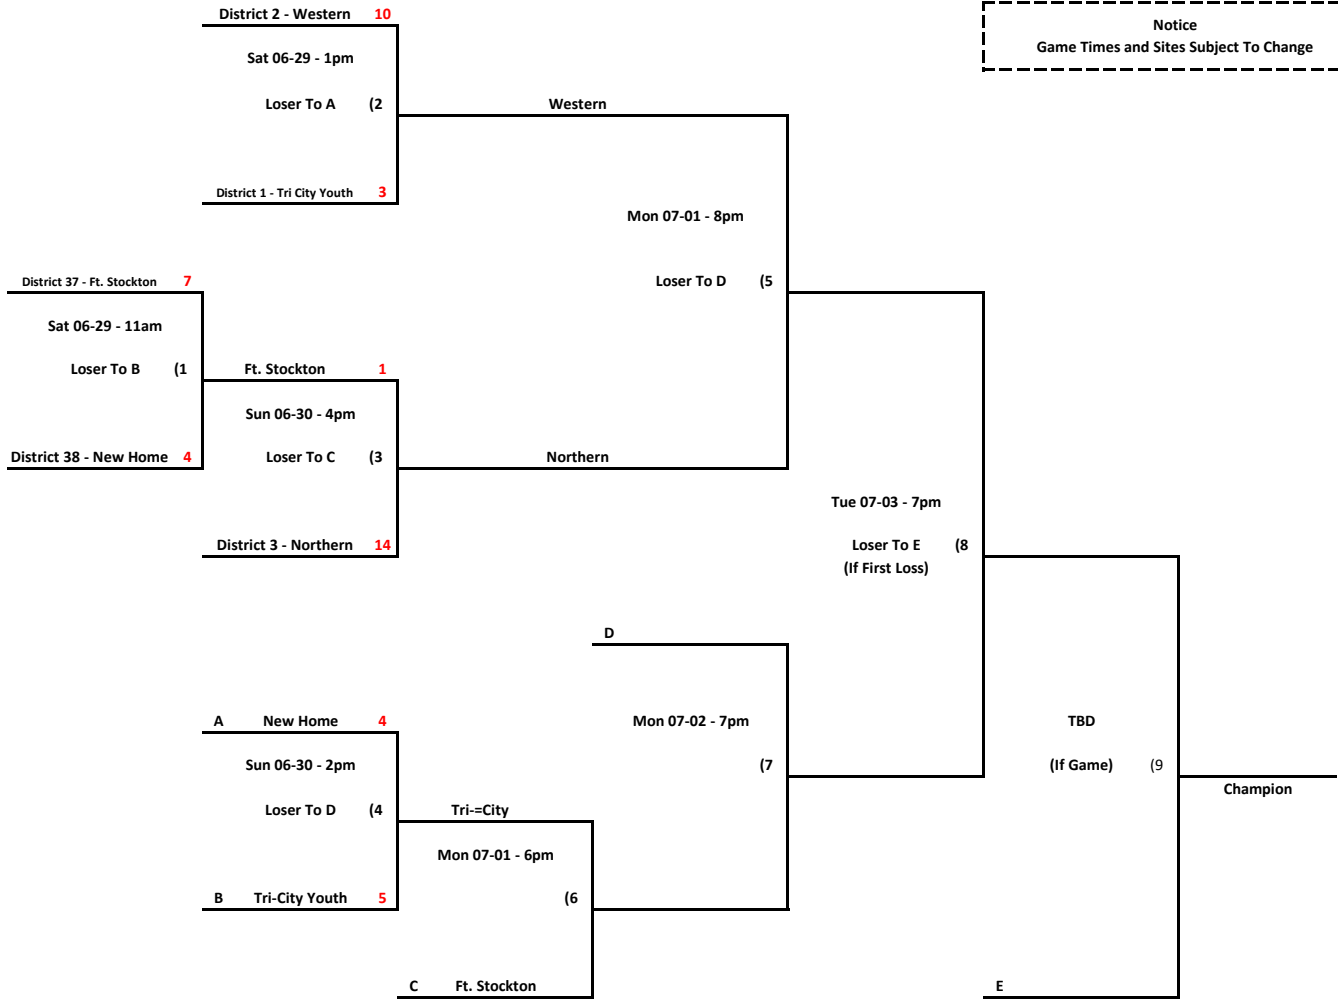 District 2 - Western 10
Notice
Game Times and Sites Subject To Change
Sat 06-29 - 1pm
Loser To A (2
Western
District 1 - Tri City Youth 3
Mon 07-01 - 8pm
District 37 - Ft. Stockton 7
Loser To D (5
Sat 06-29 - 11am
Loser To B (1
Ft. Stockton 1
Sun 06-30 - 4pm
District 38 - New Home 4
Loser To C (3
Northern
Tue 07-03 - 7pm
District 3 - Northern 14
Loser To E (8
(If First Loss)
D
A New Home 4
Mon 07-02 - 7pm
TBD
Sun 06-30 - 2pm
(7
(If Game) (9
Champion
Loser To D (4
Tri-=City
Mon 07-01 - 6pm
B Tri-City Youth 5
(6
C Ft. Stockton
E